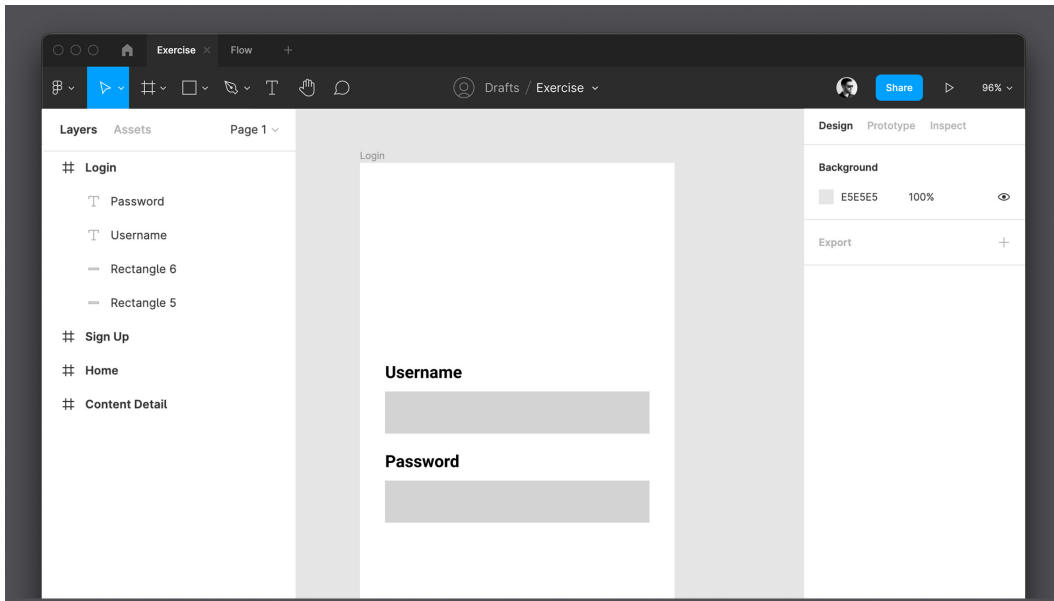 Exercise Flow
Drafts / Exercise Share 96%
Layers Assets Page 1
Login
Password
Username
Rectangle 6
Rectangle 5
Sign Up
Home
Content Detail
Login
Username
Password
Design Prototype Inspect
Background
E5E5E5 100%
Export